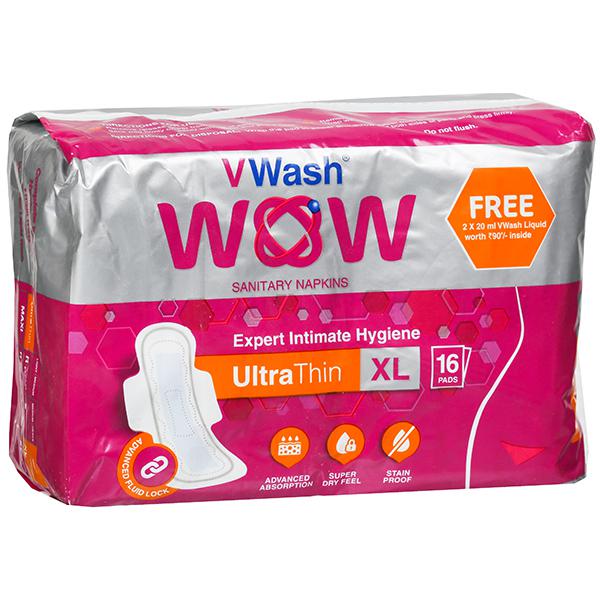 Do not flush.
VWash®
WOW
SANITARY NAPKINS
FREE
2 X 20 ml VWash Liquid
worth ₹90/- inside
Expert Intimate Hygiene
UltraThin XL 16
PADS
ADVANCED FLUID LOCK
ADVANCED
ABSORPTION
SUPER
DRY FEEL
STAIN
PROOF
MAXI